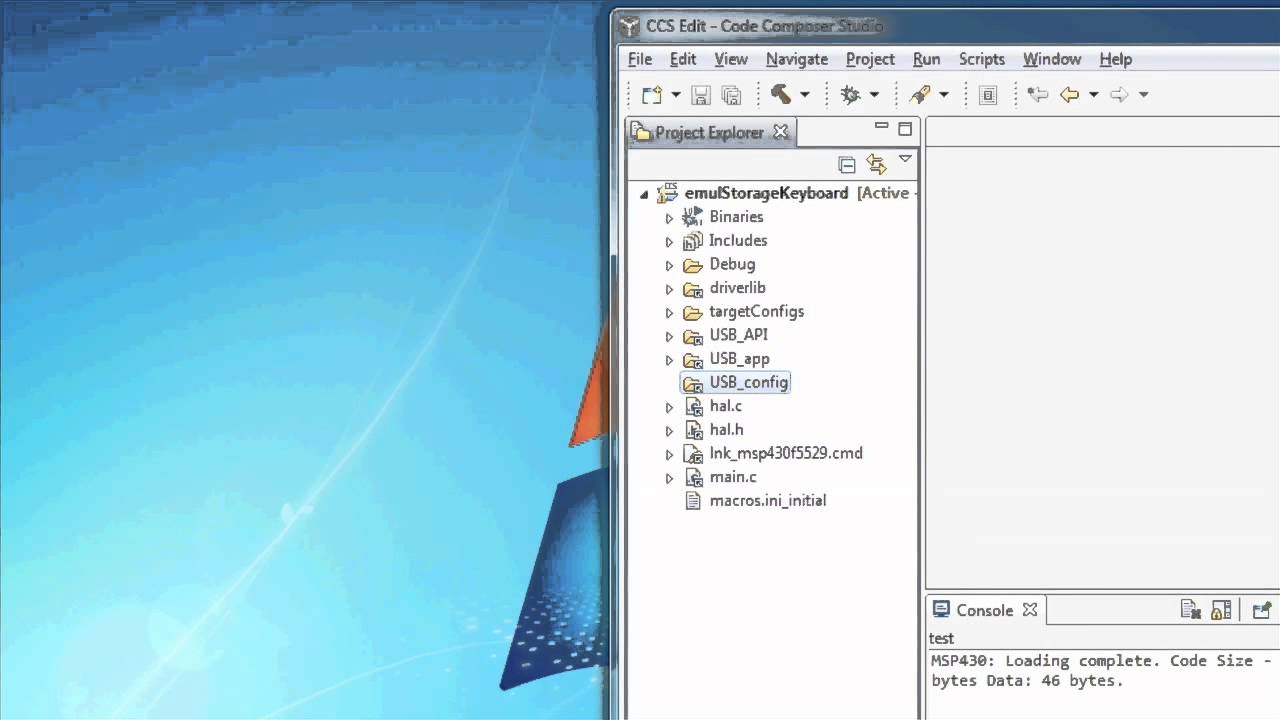 CCS Edit - Code Composer Studio
File Edit View Navigate Project Run Scripts Window Help
Project Explorer
emulStorageKeyboard [Active -
Binaries
Includes
Debug
driverlib
targetConfigs
USB_API
USB_app
USB_config
hal.c
hal.h
lnk_msp430f5529.cmd
main.c
macros.ini_initial
Console
test
MSP430: Loading complete. Code Size -
bytes Data: 46 bytes.